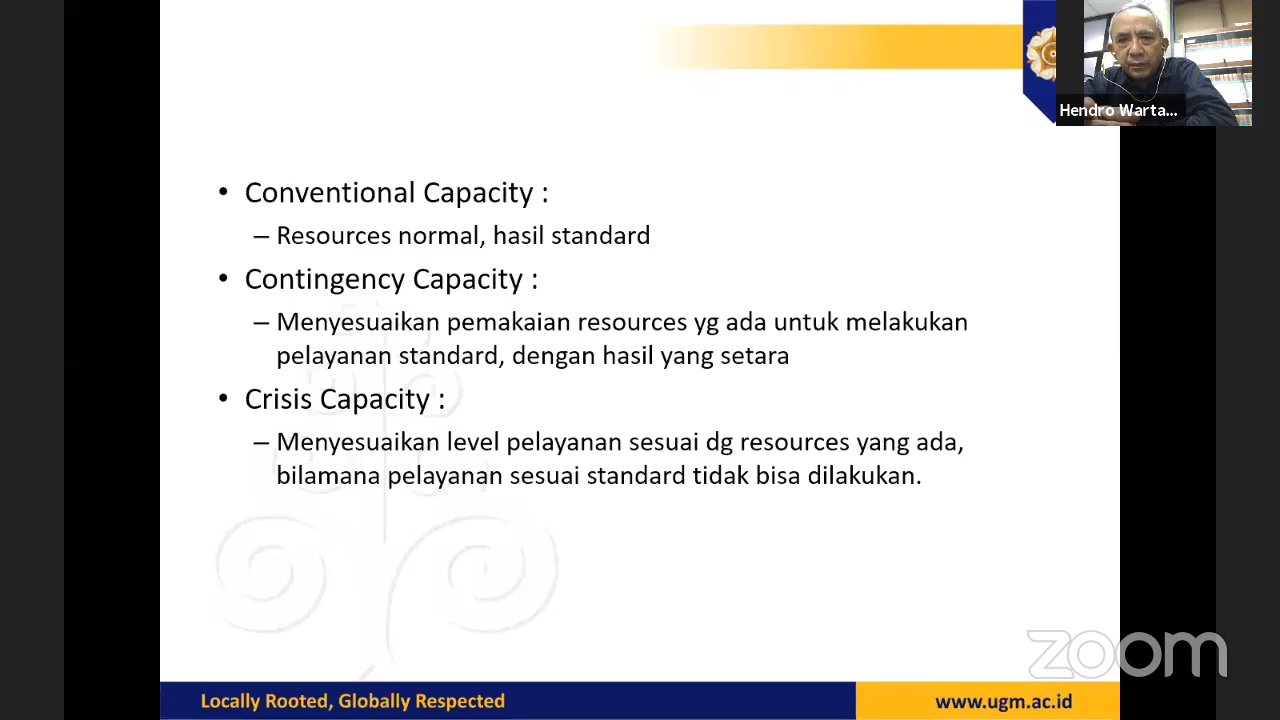 Hendro Warta...
• Conventional Capacity :
– Resources normal, hasil standard
• Contingency Capacity :
– Menyesuaikan pemakaian resources yg ada untuk melakukan
pelayanan standard, dengan hasil yang setara
• Crisis Capacity :
– Menyesuaikan level pelayanan sesuai dg resources yang ada,
bilamana pelayanan sesuai standard tidak bisa dilakukan.
zoom
Locally Rooted, Globally Respected
www.ugm.ac.id